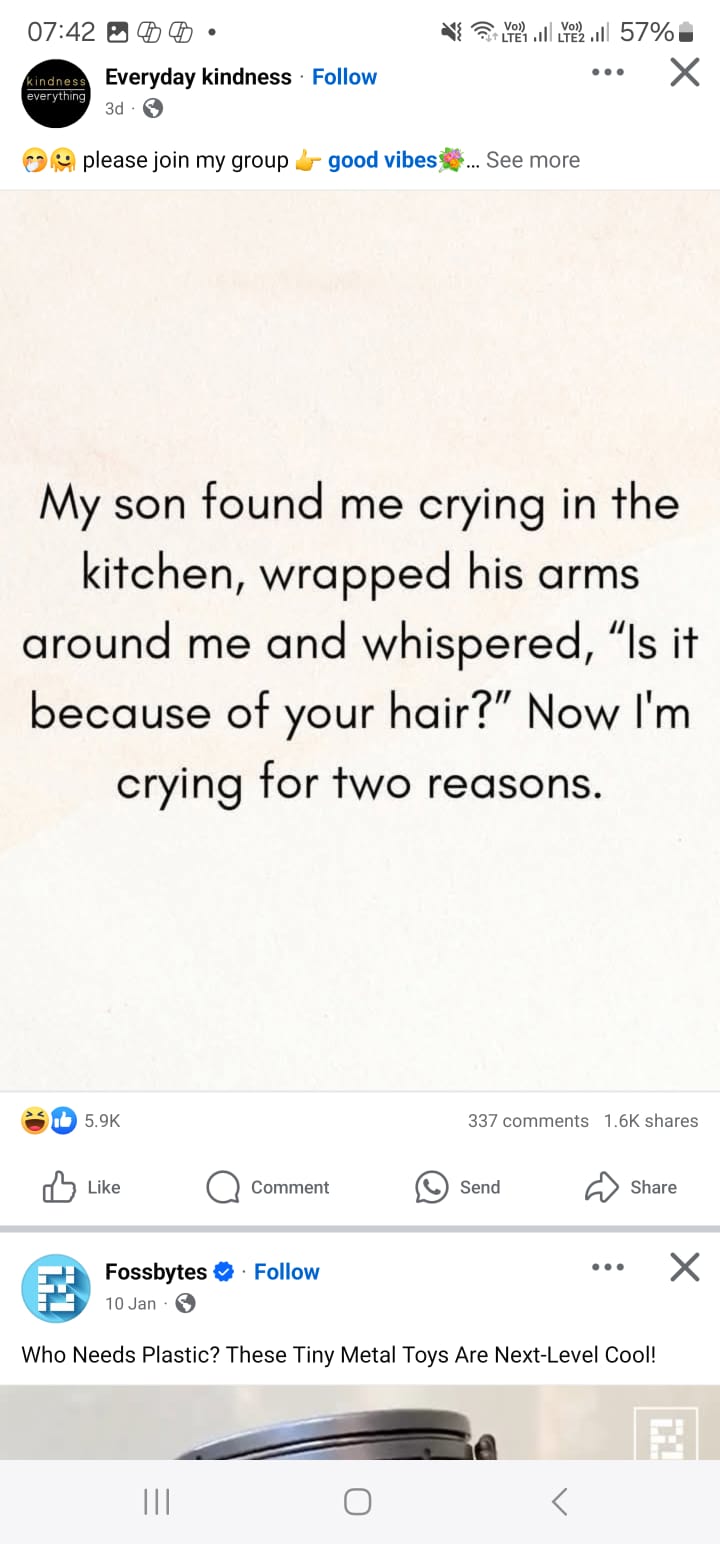 07:42 Vo)) LTE1 Vo)) LTE2 57%
kindness
everything
Everyday kindness · Follow
3d ·
🤭🫠 please join my group 👉 good vibes💐... See more
My son found me crying in the
kitchen, wrapped his arms
around me and whispered, “Is it
because of your hair?” Now I'm
crying for two reasons.
5.9K 337 comments 1.6K shares
Like Comment Send Share
Fossbytes · Follow
10 Jan ·
Who Needs Plastic? These Tiny Metal Toys Are Next-Level Cool!